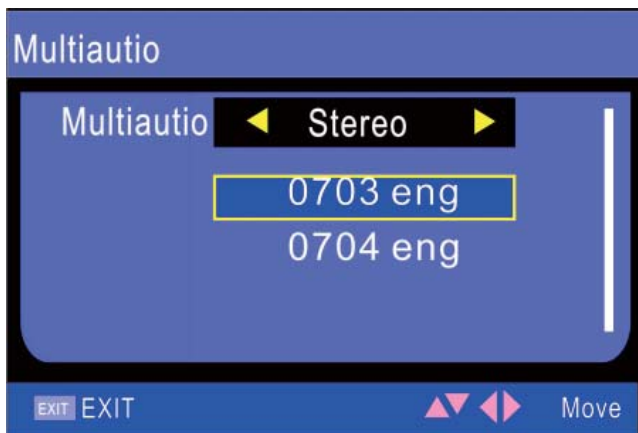 Multiautio
Multiautio Stereo
0703 eng
0704 eng
EXIT EXIT Move